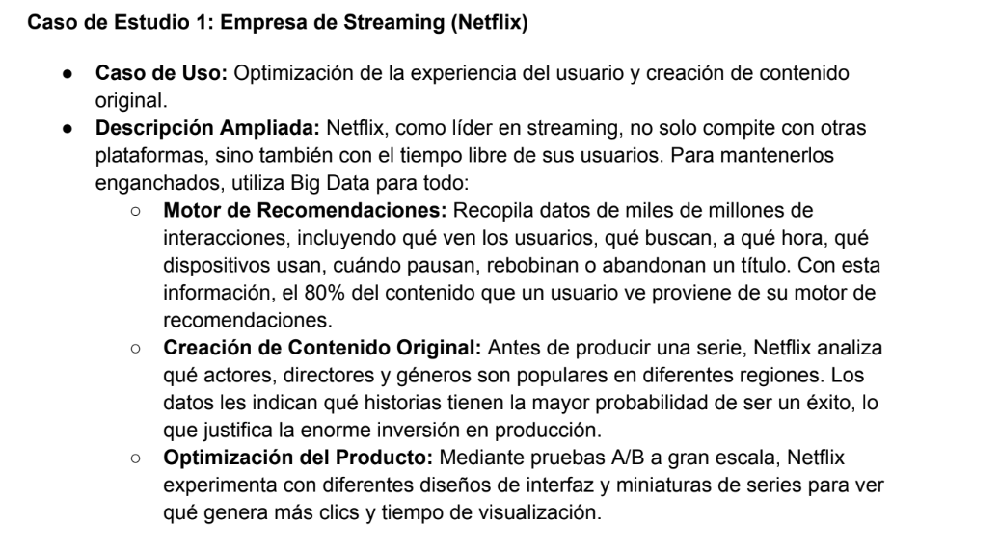 Caso de Estudio 1: Empresa de Streaming (Netflix)
● Caso de Uso: Optimización de la experiencia del usuario y creación de contenido
original.
● Descripción Ampliada: Netflix, como líder en streaming, no solo compite con otras
plataformas, sino también con el tiempo libre de sus usuarios. Para mantenerlos
enganchados, utiliza Big Data para todo:
○ Motor de Recomendaciones: Recopila datos de miles de millones de
interacciones, incluyendo qué ven los usuarios, qué buscan, a qué hora, qué
dispositivos usan, cuándo pausan, rebobinan o abandonan un título. Con esta
información, el 80% del contenido que un usuario ve proviene de su motor de
recomendaciones.
○ Creación de Contenido Original: Antes de producir una serie, Netflix analiza
qué actores, directores y géneros son populares en diferentes regiones. Los
datos les indican qué historias tienen la mayor probabilidad de ser un éxito, lo
que justifica la enorme inversión en producción.
○ Optimización del Producto: Mediante pruebas A/B a gran escala, Netflix
experimenta con diferentes diseños de interfaz y miniaturas de series para ver
qué genera más clics y tiempo de visualización.